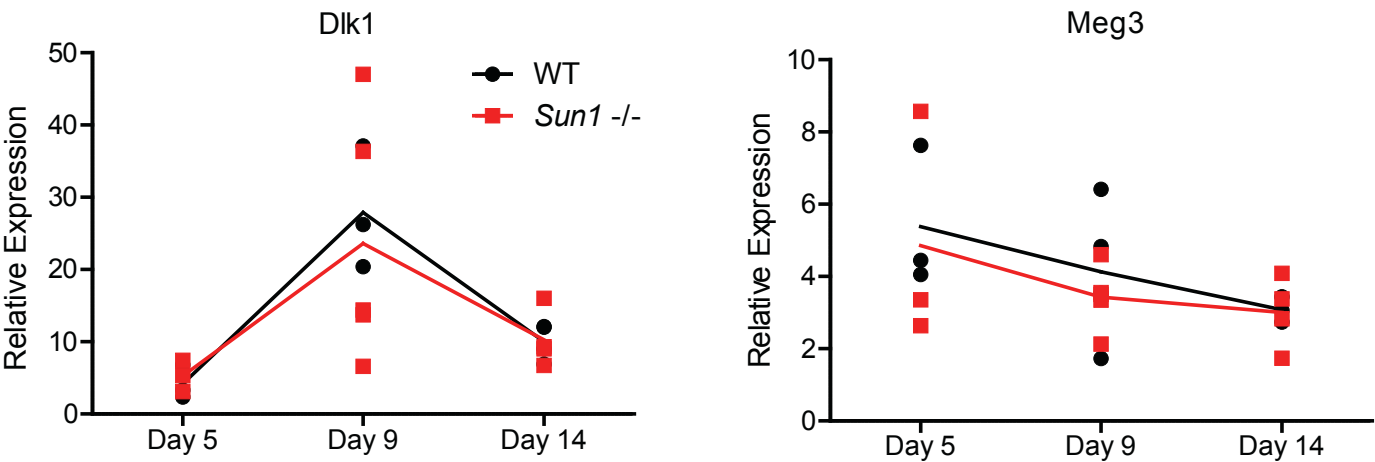 Dlk1
Relative Expression
50
40
30
20
10
0
Day 5
Day 9
Day 14
WT
Sun1 -/-
Meg3
Relative Expression
10
8
6
4
2
0
Day 5
Day 9
Day 14